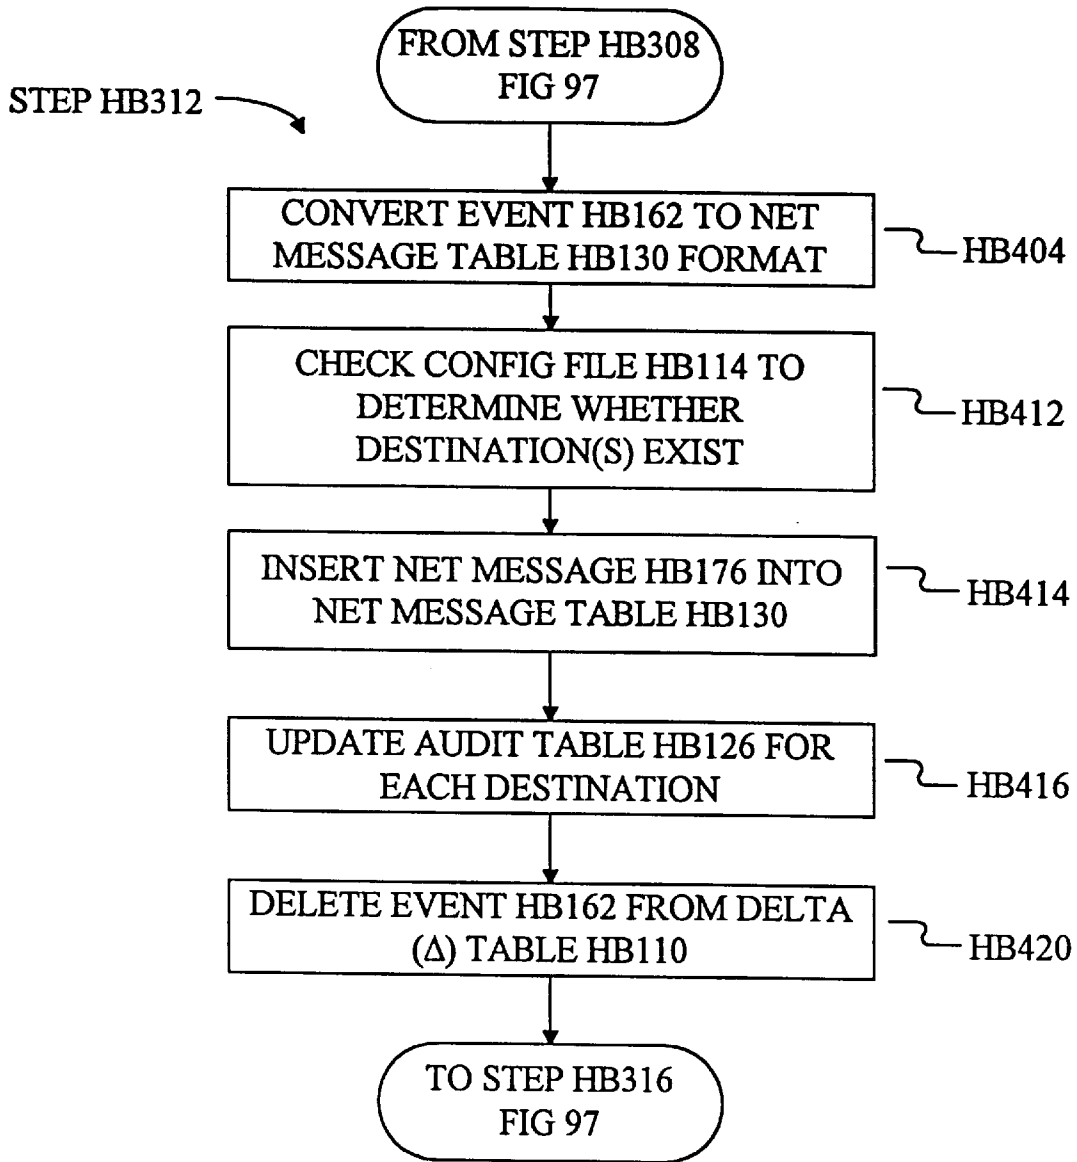 FROM STEP HB308
FIG 97
STEP HB312
CONVERT EVENT HB162 TO NET
MESSAGE TABLE HB130 FORMAT
HB404
CHECK CONFIG FILE HB114 TO
DETERMINE WHETHER
DESTINATION(S) EXIST
HB412
INSERT NET MESSAGE HB176 INTO
NET MESSAGE TABLE HB130
HB414
UPDATE AUDIT TABLE HB126 FOR
EACH DESTINATION
HB416
DELETE EVENT HB162 FROM DELTA
(Δ) TABLE HB110
HB420
TO STEP HB316
FIG 97